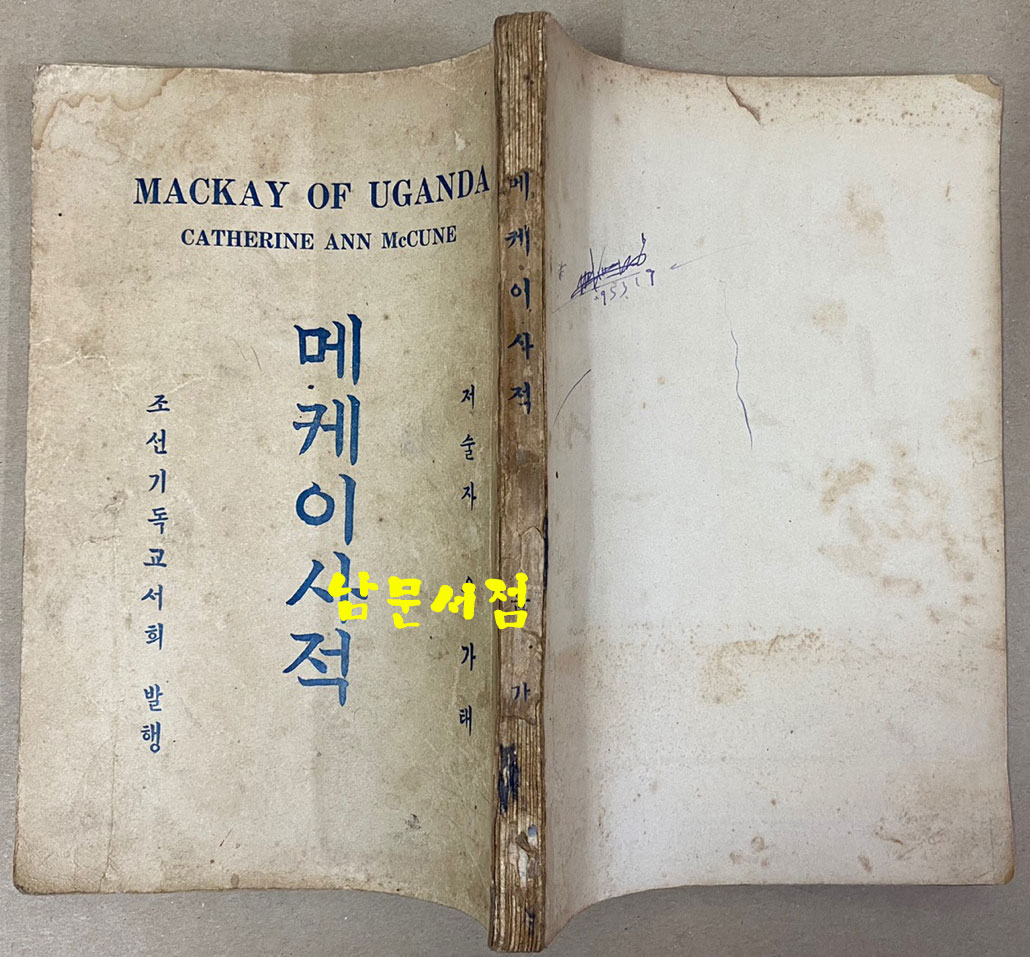 MACKAY OF UGANDA
CATHERINE ANN McCUNE
저술자 가태
메케이사적
조선기독교서회 발행
남문서점
메케이사적
가